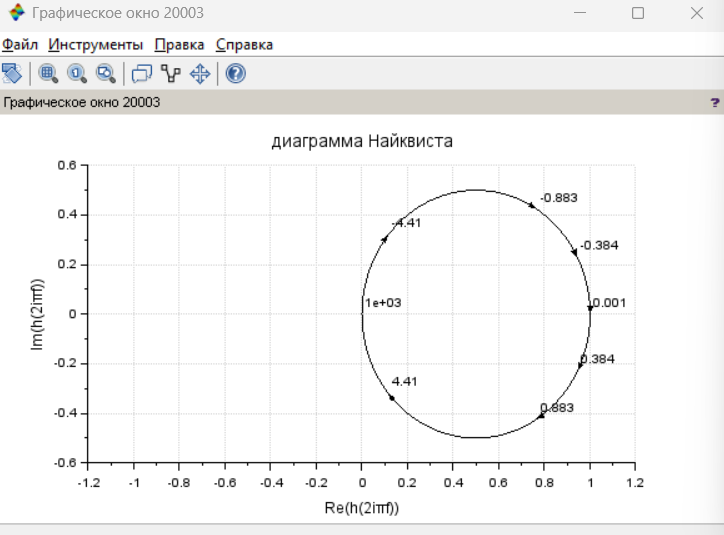 Графическое окно 20003
Файл Инструменты Правка Справка
Графическое окно 20003
?
диаграмма Найквиста
0.6
0.4
0.2
0
-0.2
-0.4
-0.6
Im(h(2iπf))
-4.41
-0.883
-0.384
1e+03
0.001
0.384
4.41
0.883
-1.2 -1 -0.8 -0.6 -0.4 -0.2 0 0.2 0.4 0.6 0.8 1 1.2
Re(h(2iπf))